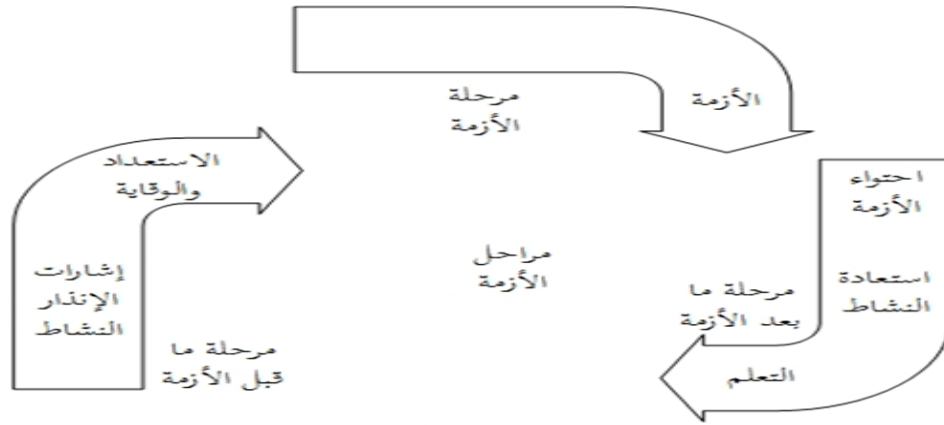 مرحلة
الأزمة
الأزمة
الاستعداد
والوقاية
احتواء
الأزمة
إشارات
الإنذار
النشاط
مراحل
الأزمة
استعادة
النشاط
مرحلة ما
بعد الأزمة
مرحلة ما
قبل الأزمة
التعلم